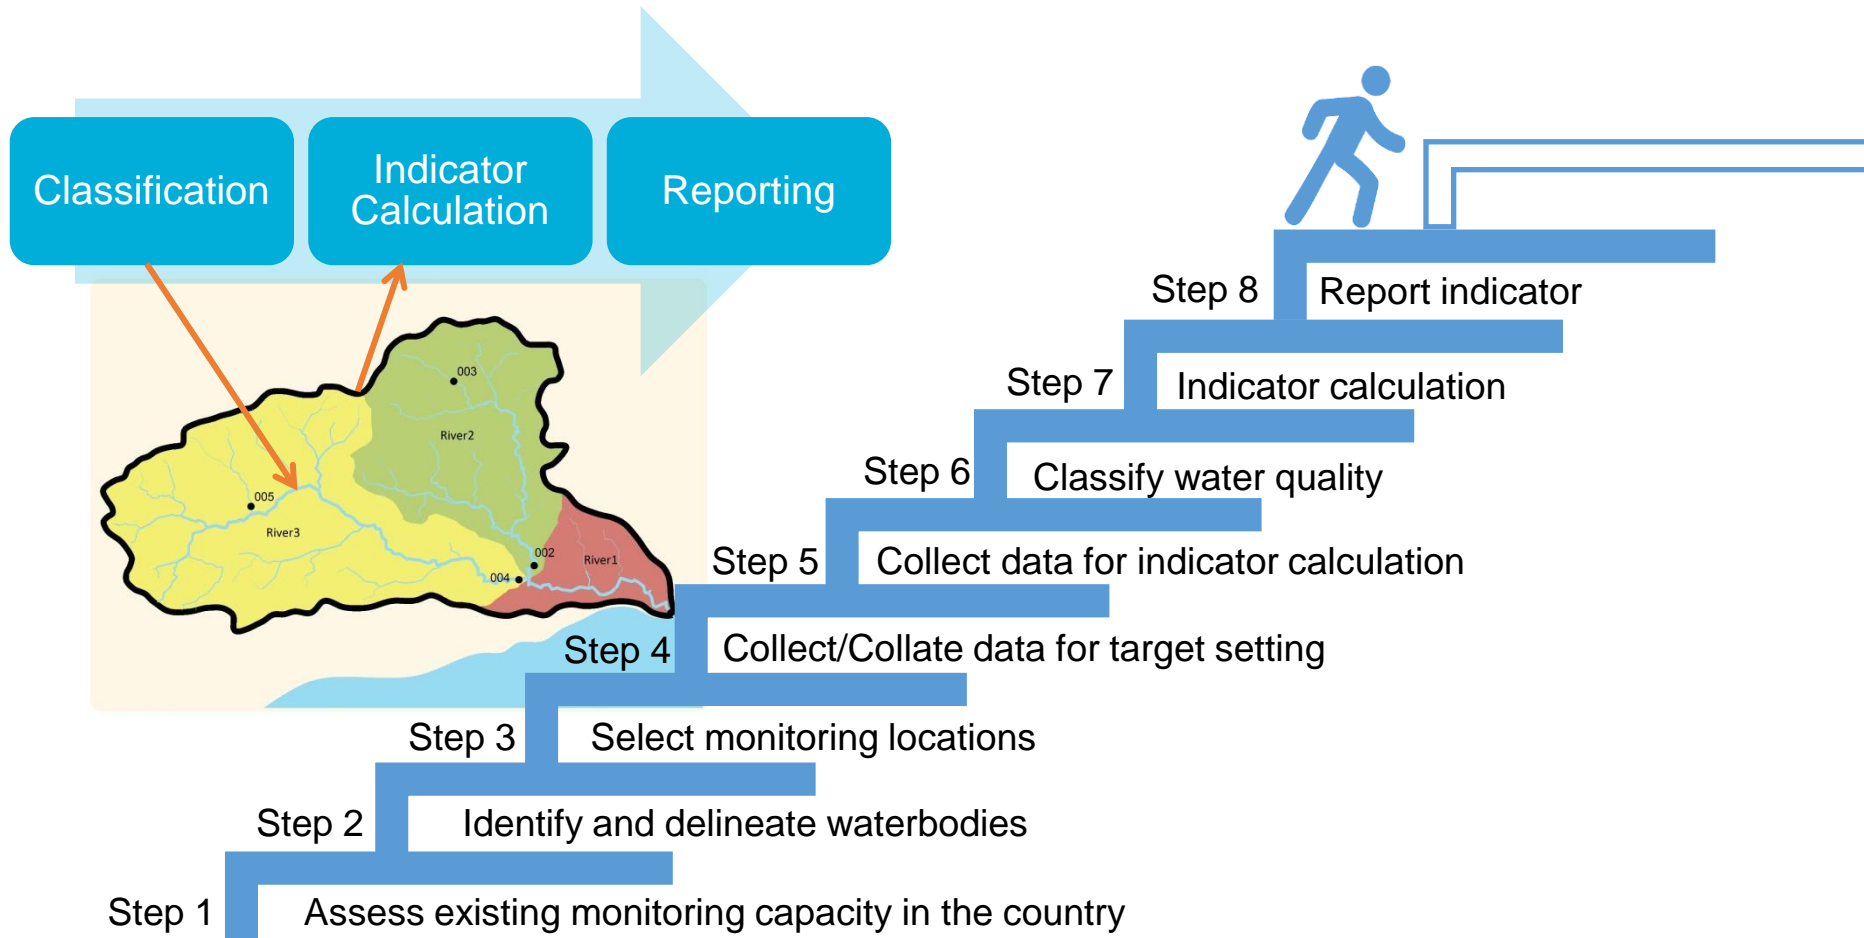 Classification
Indicator
Calculation
Reporting
003
River2
005
River3
002
River1
004
Step 8
Report indicator
Step 7
Indicator calculation
Step 6
Classify water quality
Step 5
Collect data for indicator calculation
Step 4
Collect/Collate data for target setting
Step 3
Select monitoring locations
Step 2
Identify and delineate waterbodies
Step 1
Assess existing monitoring capacity in the country